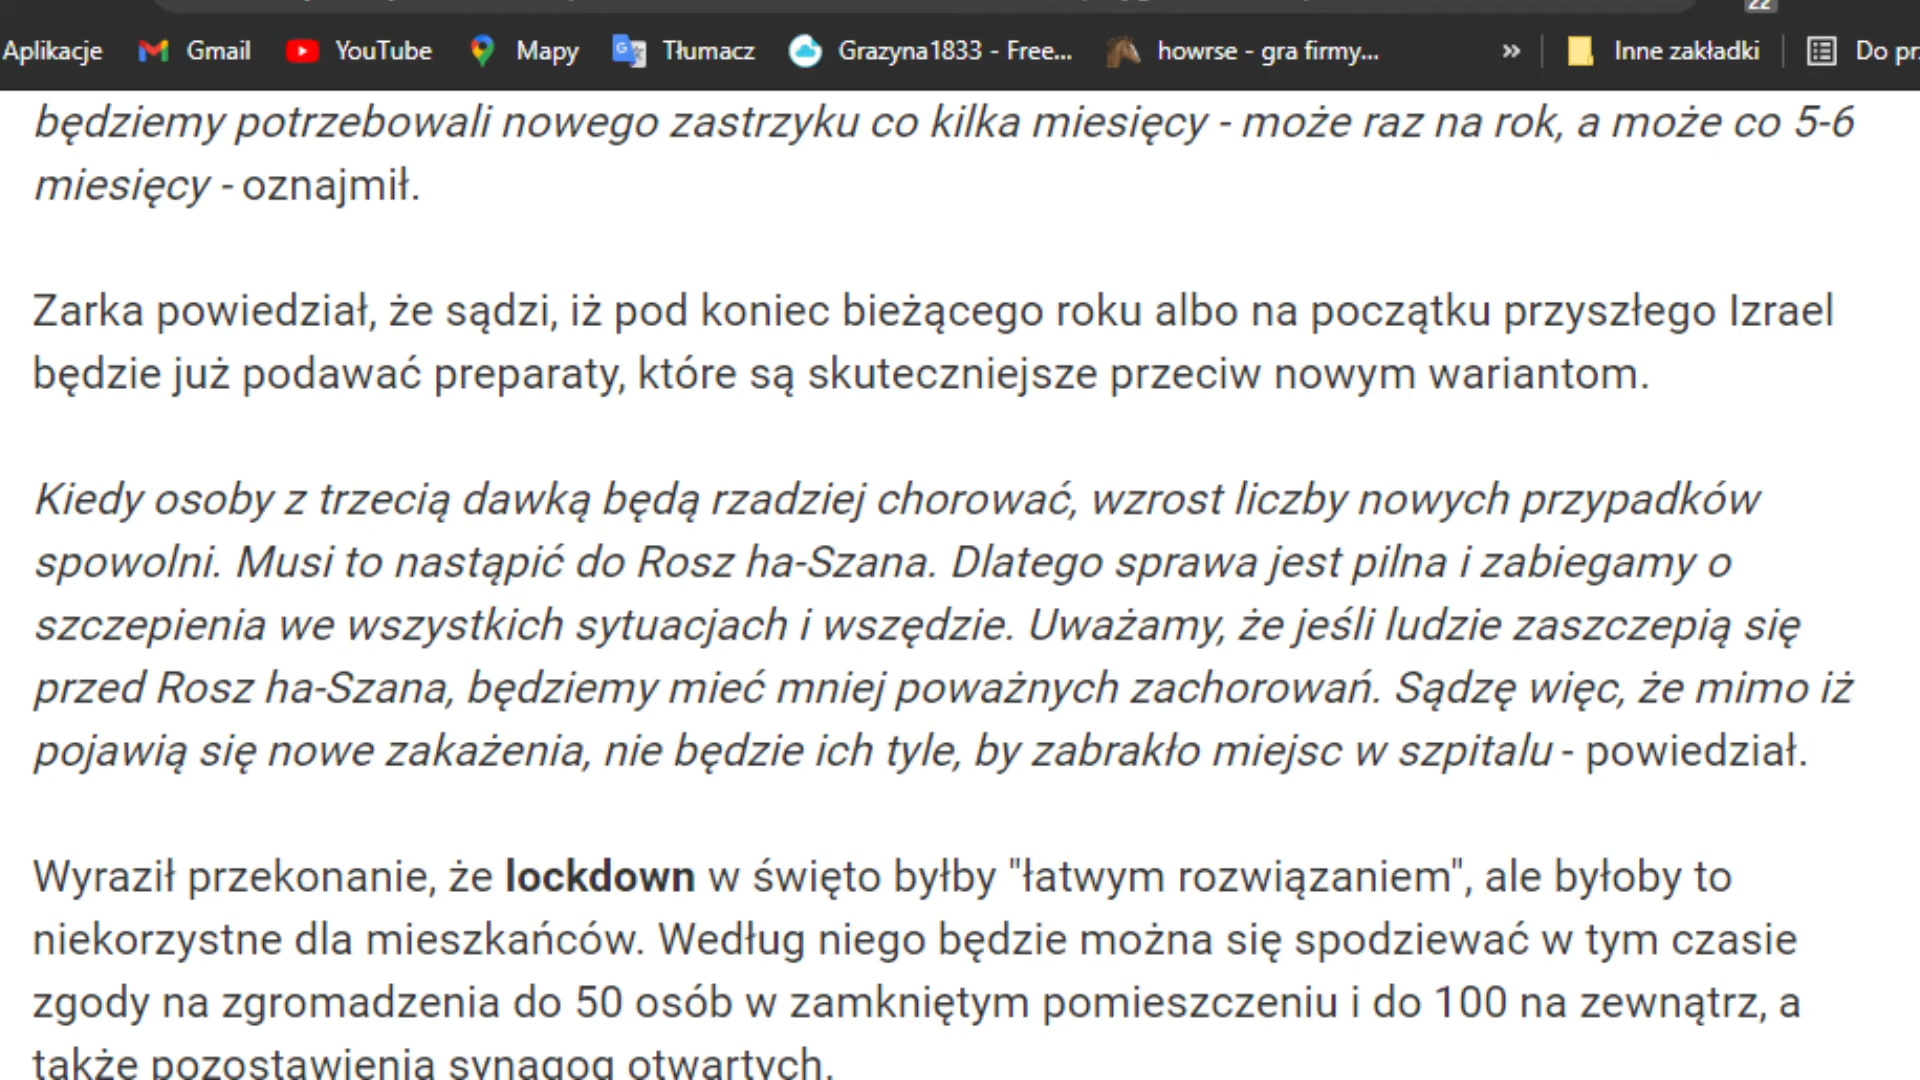 22
Aplikacje Gmail YouTube Mapy Tłumacz Grazyna1833 - Free... howrse - gra firmy... » Inne zakładki Do
będziemy potrzebowali nowego zastrzyku co kilka miesięcy - może raz na rok, a może co 5-6
miesięcy - oznajmił.
Zarka powiedział, że sądzi, iż pod koniec bieżącego roku albo na początku przyszłego Izrael
będzie już podawać preparaty, które są skuteczniejsze przeciw nowym wariantom.
Kiedy osoby z trzecią dawką będą rzadziej chorować, wzrost liczby nowych przypadków
spowolni. Musi to nastąpić do Rosz ha-Szana. Dlatego sprawa jest pilna i zabiegamy o
szczepienia we wszystkich sytuacjach i wszędzie. Uważamy, że jeśli ludzie zaszczepią się
przed Rosz ha-Szana, będziemy mieć mniej poważnych zachorowań. Sądzę więc, że mimo iż
pojawią się nowe zakażenia, nie będzie ich tyle, by zabrakło miejsc w szpitalu - powiedział.
Wyraził przekonanie, że lockdown w święto byłby "łatwym rozwiązaniem", ale byłoby to
niekorzystne dla mieszkańców. Według niego będzie można się spodziewać w tym czasie
zgody na zgromadzenia do 50 osób w zamkniętym pomieszczeniu i do 100 na zewnątrz, a
także pozostawienia synagog otwartych.